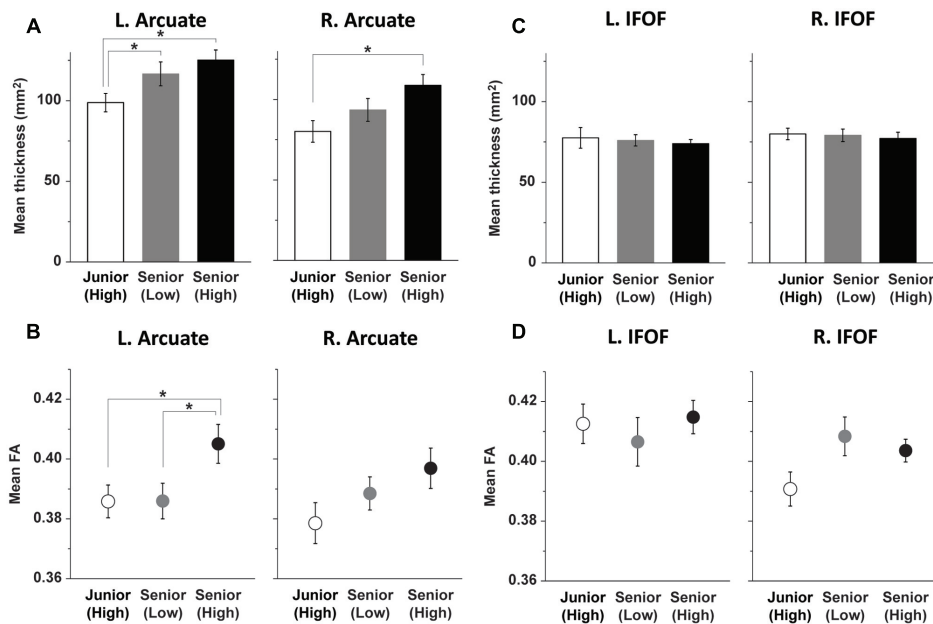 A
L. Arcuate
R. Arcuate
Mean thickness (mm²)
100
50
0
*
*
*
Junior
(High)
Senior
(Low)
Senior
(High)
Junior
(High)
Senior
(Low)
Senior
(High)
C
L. IFOF
R. IFOF
Mean thickness (mm²)
100
50
0
Junior
(High)
Senior
(Low)
Senior
(High)
Junior
(High)
Senior
(Low)
Senior
(High)
B
L. Arcuate
R. Arcuate
Mean FA
0.42
0.40
0.38
0.36
*
*
Junior
(High)
Senior
(Low)
Senior
(High)
Junior
(High)
Senior
(Low)
Senior
(High)
D
L. IFOF
R. IFOF
Mean FA
0.42
0.40
0.38
0.36
Junior
(High)
Senior
(Low)
Senior
(High)
Junior
(High)
Senior
(Low)
Senior
(High)